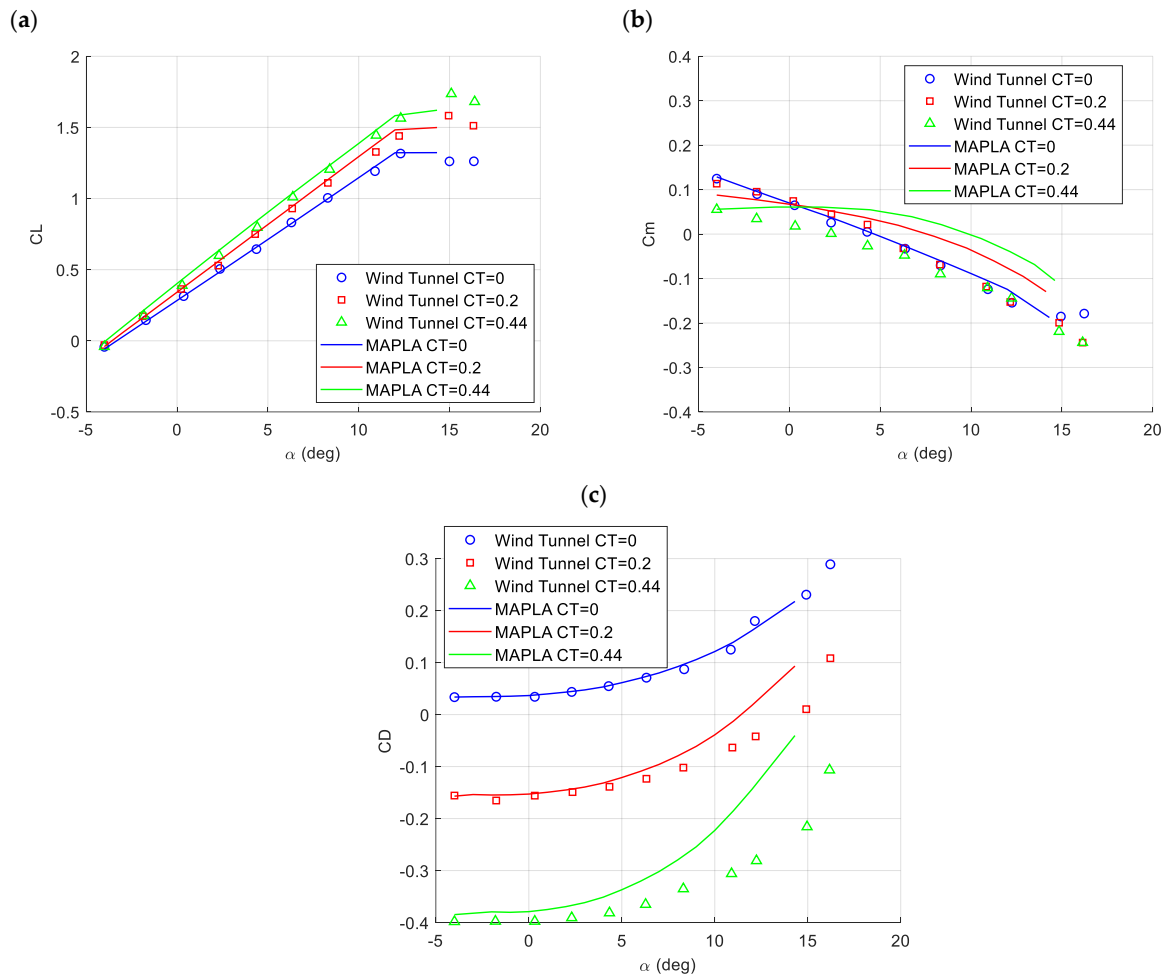 (a)
2
1.5
1
0.5
0
-0.5
CL
-5
0
5
10
15
20
α (deg)
Wind Tunnel CT=0
Wind Tunnel CT=0.2
Wind Tunnel CT=0.44
MAPLA CT=0
MAPLA CT=0.2
MAPLA CT=0.44
(b)
0.4
0.3
0.2
0.1
0
-0.1
-0.2
-0.3
-0.4
Cm
-5
0
5
10
15
20
α (deg)
Wind Tunnel CT=0
Wind Tunnel CT=0.2
Wind Tunnel CT=0.44
MAPLA CT=0
MAPLA CT=0.2
MAPLA CT=0.44
(c)
Wind Tunnel CT=0
Wind Tunnel CT=0.2
Wind Tunnel CT=0.44
MAPLA CT=0
MAPLA CT=0.2
MAPLA CT=0.44
0.3
0.2
0.1
0
-0.1
-0.2
-0.3
-0.4
CD
-5
0
5
10
15
20
α (deg)